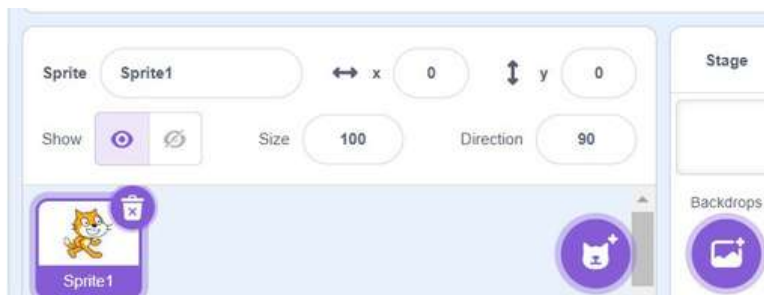 Sprite Sprite1 x 0 y 0
Stage
Show Size 100 Direction 90
Backdrops
Sprite1